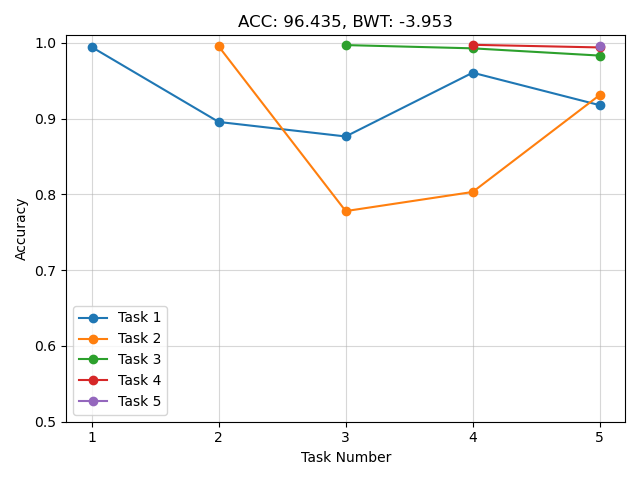 ACC: 96.435, BWT: -3.953
1.0
0.9
0.8
0.7
0.6
0.5
Accuracy
Task 1
Task 2
Task 3
Task 4
Task 5
1 2 3 4 5
Task Number